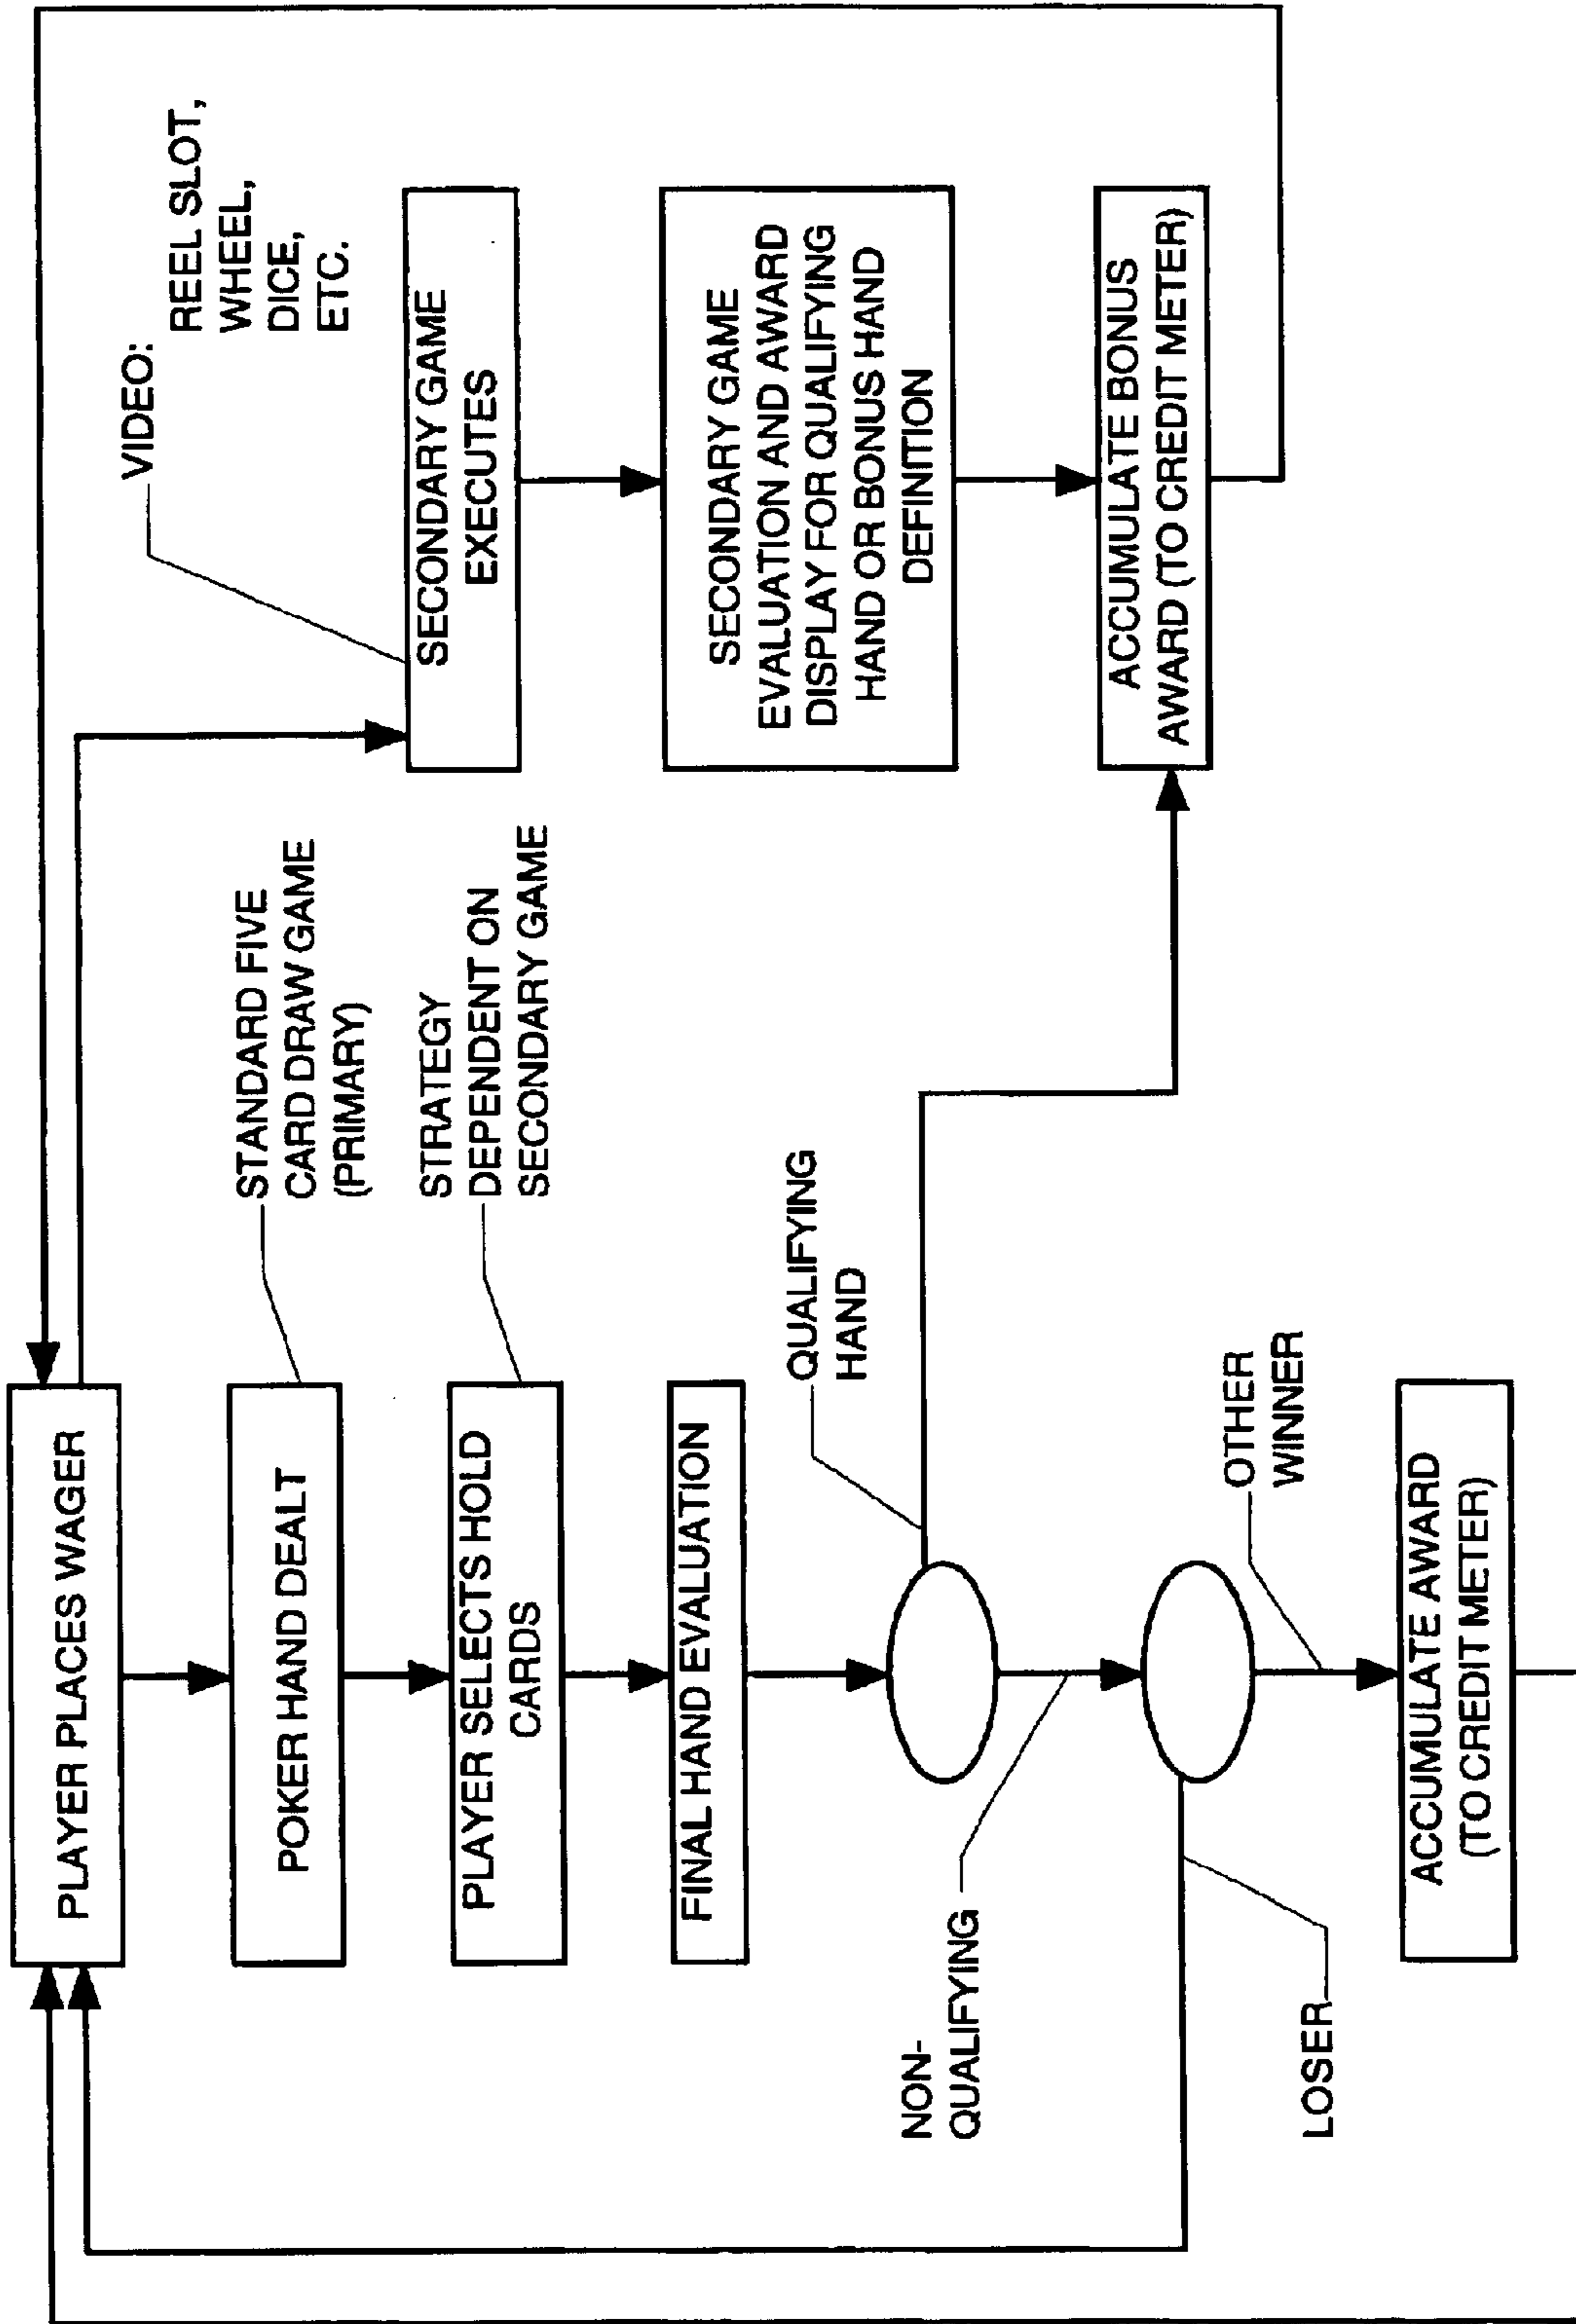 PLAYER PLACES WAGER
POKER HAND DEALT
STANDARD FIVE
CARD DRAW GAME
(PRIMARY)
PLAYER SELECTS HOLD
CARDS
STRATEGY
DEPENDENT ON
SECONDARY GAME
FINAL HAND EVALUATION
QUALIFYING
HAND
NON-
QUALIFYING
LOSER
OTHER
WINNER
ACCUMULATE AWARD
(TO CREDIT METER)
VIDEO:
REEL SLOT,
WHEEL,
DICE,
ETC.
SECONDARY GAME
EXECUTES
SECONDARY GAME
EVALUATION AND AWARD
DISPLAY FOR QUALIFYING
HAND OR BONUS HAND
DEFINITION
ACCUMULATE BONUS
AWARD (TO CREDIT METER)